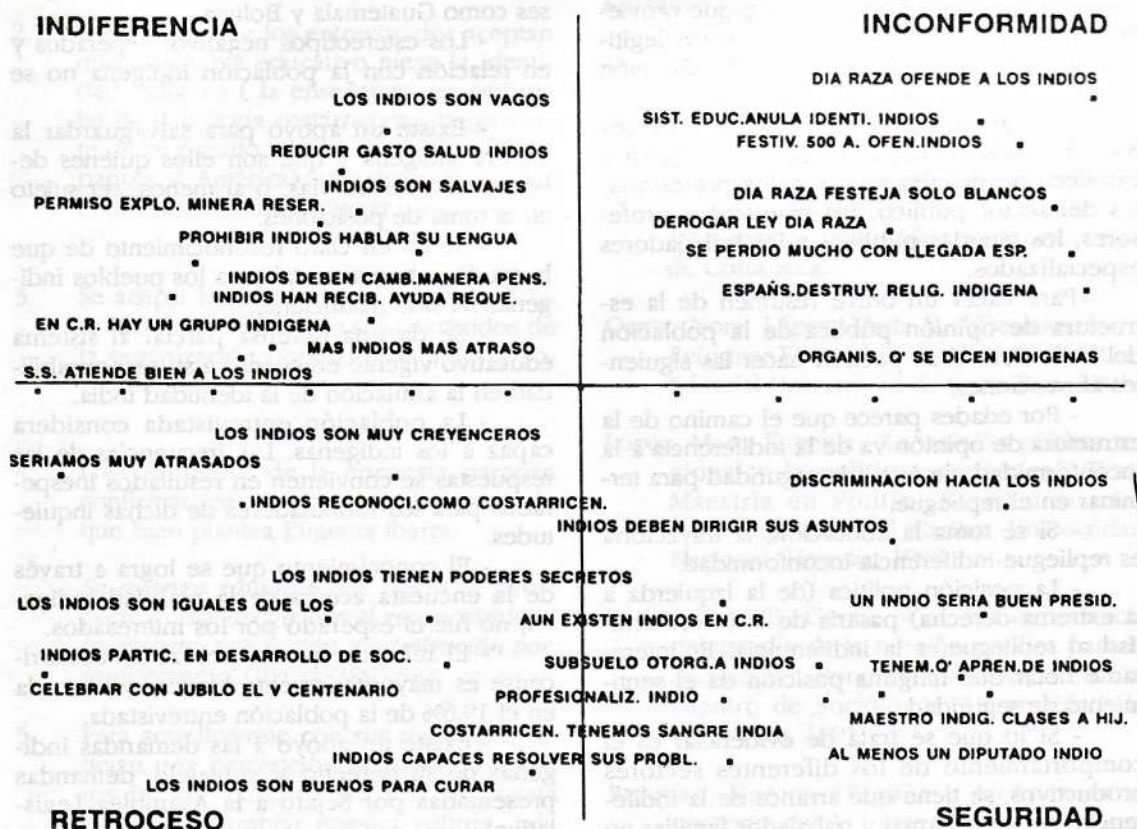 INDIFERENCIA
INCONFORMIDAD
DIA RAZA OFENDE A LOS INDIOS
LOS INDIOS SON VAGOS
SIST. EDUC.ANULA IDENTI. INDIOS
FESTIV. 500 A. OFEN.INDIOS
REDUCIR GASTO SALUD INDIOS
INDIOS SON SALVAJES
DIA RAZA FESTEJA SOLO BLANCOS
PERMISO EXPLO. MINERA RESER.
DEROGAR LEY DIA RAZA
PROHIBIR INDIOS HABLAR SU LENGUA
SE PERDIO MUCHO CON LLEGADA ESP.
INDIOS DEBEN CAMB.MANERA PENS.
INDIOS HAN RECIB. AYUDA REQUE.
ESPAÑS.DESTRUY. RELIG. INDIGENA
EN C.R. HAY UN GRUPO INDIGENA
MAS INDIOS MAS ATRASO
ORGANIS. Q' SE DICEN INDIGENAS
S.S. ATIENDE BIEN A LOS INDIOS
LOS INDIOS SON MUY CREYENCEROS
SERIAMOS MUY ATRASADOS
DISCRIMINACION HACIA LOS INDIOS
INDIOS RECONOCI.COMO COSTARRICEN.
INDIOS DEBEN DIRIGIR SUS ASUNTOS
LOS INDIOS TIENEN PODERES SECRETOS
LOS INDIOS SON IGUALES QUE LOS
UN INDIO SERIA BUEN PRESID.
AUN EXISTEN INDIOS EN C.R.
INDIOS PARTIC. EN DESARROLLO DE SOC.
SUBSUELO OTORG.A INDIOS
TENEM.Q' APREN.DE INDIOS
CELEBRAR CON JUBILO EL V CENTENARIO
PROFESIONALIZ. INDIO
MAESTRO INDIG. CLASES A HIJ.
COSTARRICEN. TENEMOS SANGRE INDIA
INDIOS CAPACES RESOLVER SUS PROBL.
AL MENOS UN DIPUTADO INDIO
LOS INDIOS SON BUENOS PARA CURAR
RETROCESO
SEGURIDAD